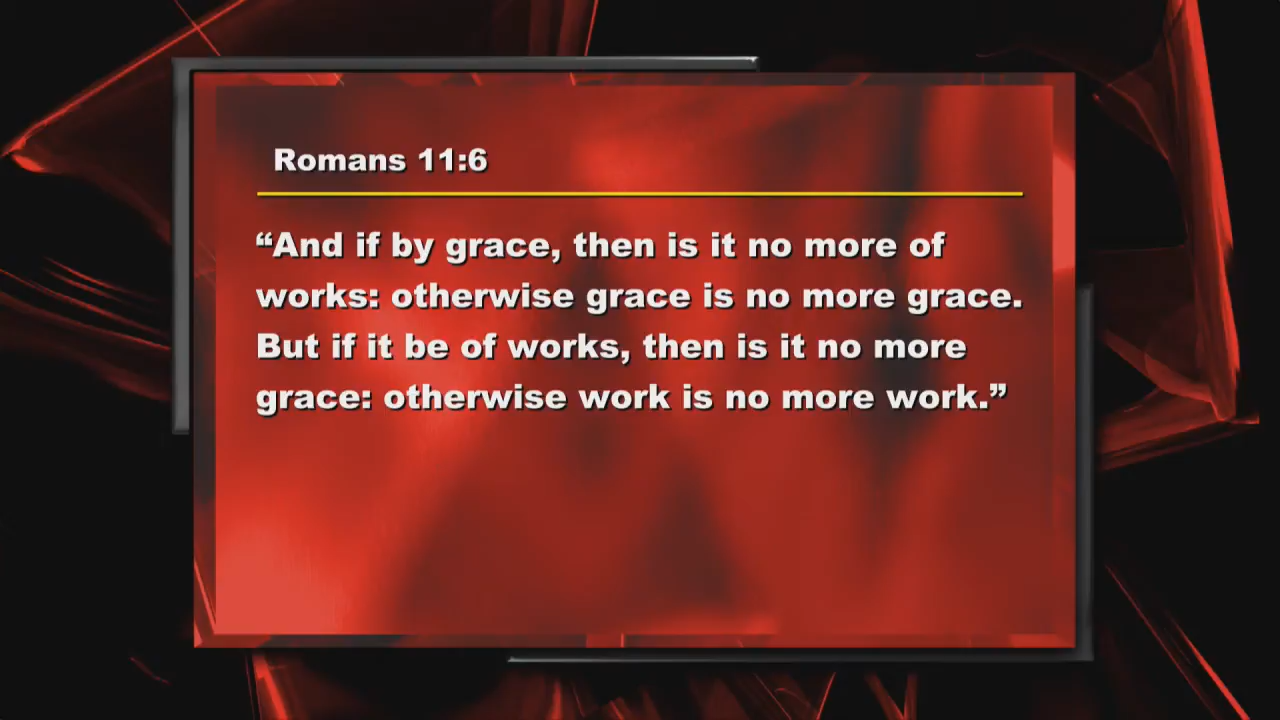 Romans 11:6
“And if by grace, then is it no more of
works: otherwise grace is no more grace.
But if it be of works, then is it no more
grace: otherwise work is no more work.”